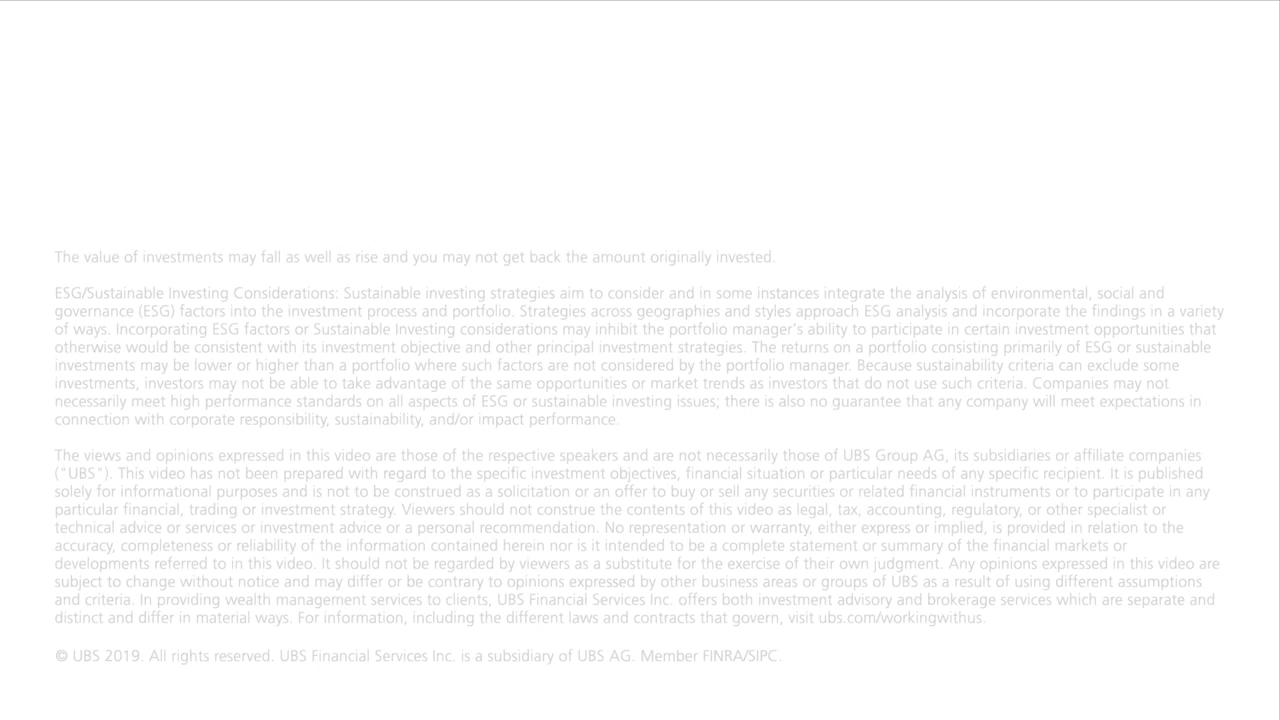 The value of investments may fall as well as rise and you may not get back the amount originally invested.
ESG/Sustainable Investing Considerations: Sustainable investing strategies aim to consider and in some instances integrate the analysis of environmental, social and
governance (ESG) factors into the investment process and portfolio. Strategies across geographies and styles approach ESG analysis and incorporate the findings in a variety
of ways. Incorporating ESG factors or Sustainable Investing considerations may inhibit the portfolio manager's ability to participate in certain investment opportunities that
otherwise would be consistent with its investment objective and other principal investment strategies. The returns on a portfolio consisting primarily of ESG or sustainable
investments may be lower or higher than a portfolio where such factors are not considered by the portfolio manager. Because sustainability criteria can exclude some
investments, investors may not be able to take advantage of the same opportunities or market trends as investors that do not use such criteria. Companies may not
necessarily meet high performance standards on all aspects of ESG or sustainable investing issues; there is also no guarantee that any company will meet expectations in
connection with corporate responsibility, sustainability, and/or impact performance.
The views and opinions expressed in this video are those of the respective speakers and are not necessarily those of UBS Group AG, its subsidiaries or affiliate companies
("UBS"). This video has not been prepared with regard to the specific investment objectives, financial situation or particular needs of any specific recipient. It is published
solely for informational purposes and is not to be construed as a solicitation or an offer to buy or sell any securities or related financial instruments or to participate in any
particular financial, trading or investment strategy. Viewers should not construe the contents of this video as legal, tax, accounting, regulatory, or other specialist or
technical advice or services or investment advice or a personal recommendation. No representation or warranty, either express or implied, is provided in relation to the
accuracy, completeness or reliability of the information contained herein nor is it intended to be a complete statement or summary of the financial markets or
developments referred to in this video. It should not be regarded by viewers as a substitute for the exercise of their own judgment. Any opinions expressed in this video are
subject to change without notice and may differ or be contrary to opinions expressed by other business areas or groups of UBS as a result of using different assumptions
and criteria. In providing wealth management services to clients, UBS Financial Services Inc. offers both investment advisory and brokerage services which are separate and
distinct and differ in material ways. For information, including the different laws and contracts that govern, visit ubs.com/workingwithus.
© UBS 2019. All rights reserved. UBS Financial Services Inc. is a subsidiary of UBS AG. Member FINRA/SIPC.